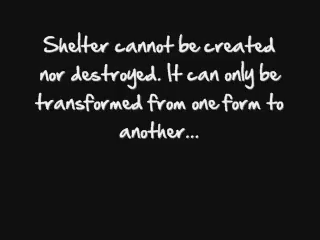 Shelter cannot be created
nor destroyed. It can only be
transformed from one form to
another...